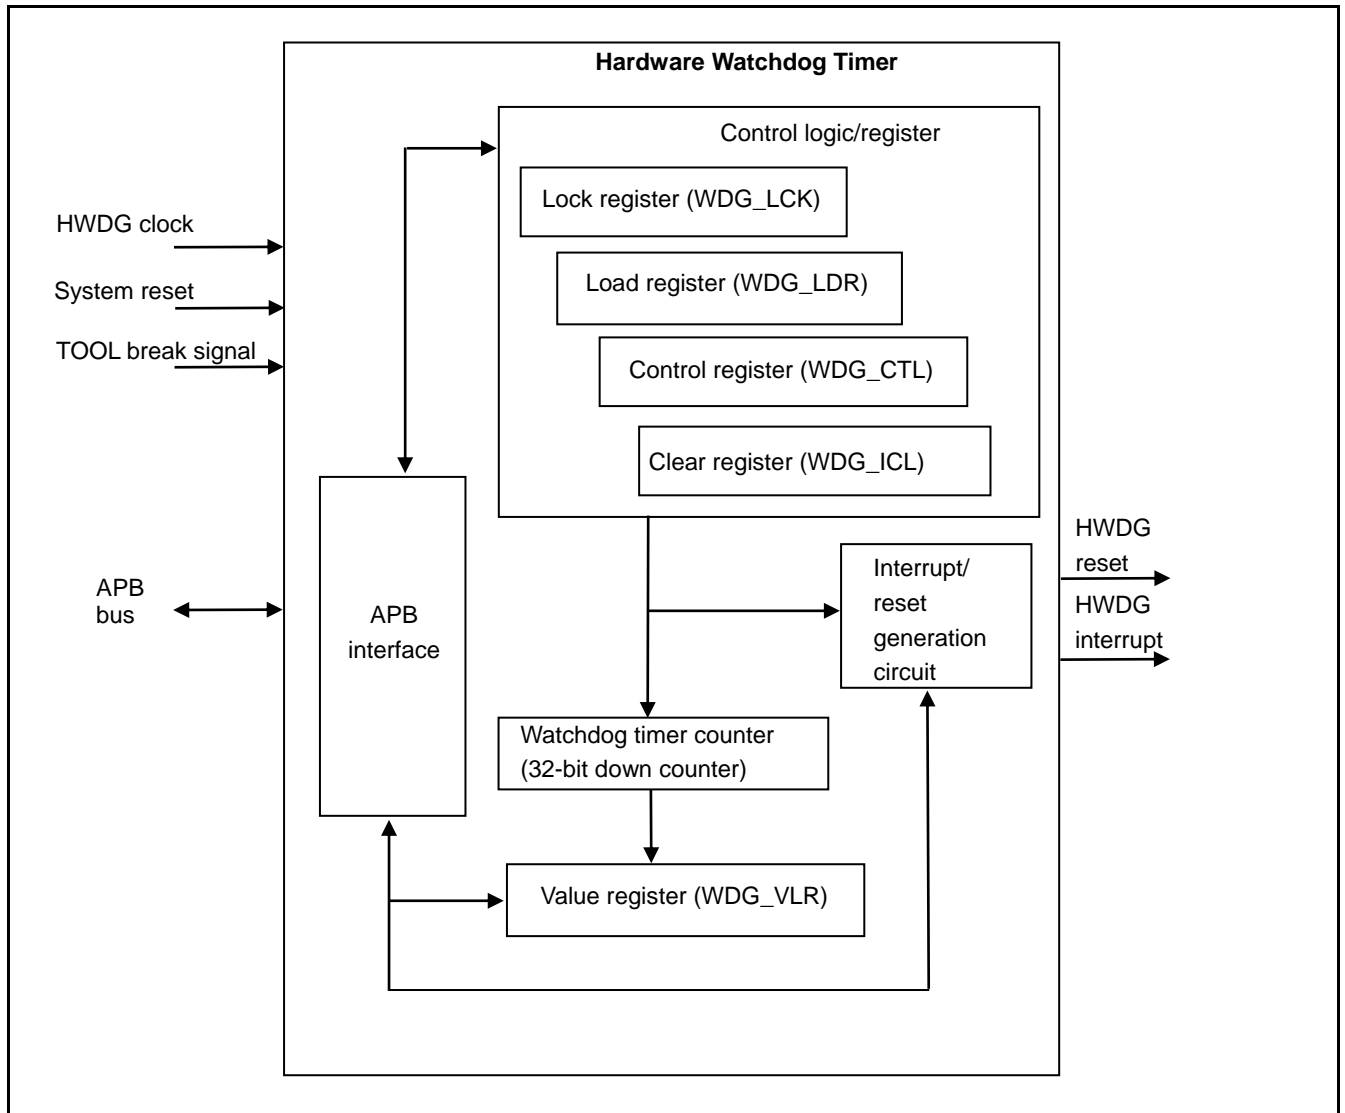 Hardware Watchdog Timer
Control logic/register
Lock register (WDG_LCK)
Load register (WDG_LDR)
Control register (WDG_CTL)
Clear register (WDG_ICL)
HWDG clock
System reset
TOOL break signal
APB
bus
APB
interface
Interrupt/
reset
generation
circuit
HWDG
reset
HWDG
interrupt
Watchdog timer counter
(32-bit down counter)
Value register (WDG_VLR)